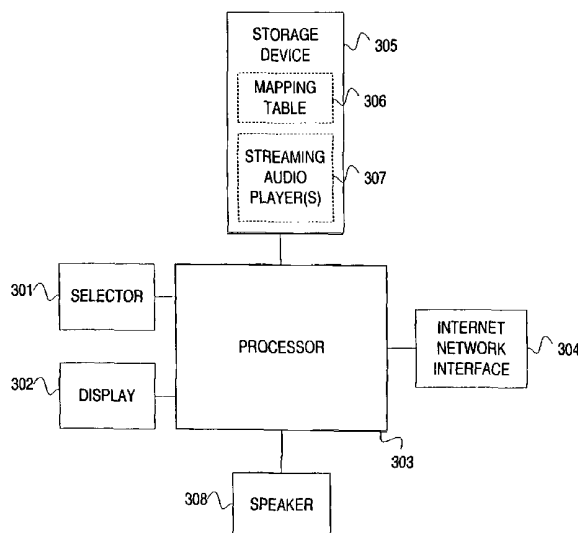 STORAGE
DEVICE
305
MAPPING
TABLE
306
STREAMING
AUDIO
PLAYER(S)
307
301
SELECTOR
PROCESSOR
INTERNET
NETWORK
INTERFACE
304
302
DISPLAY
303
308
SPEAKER